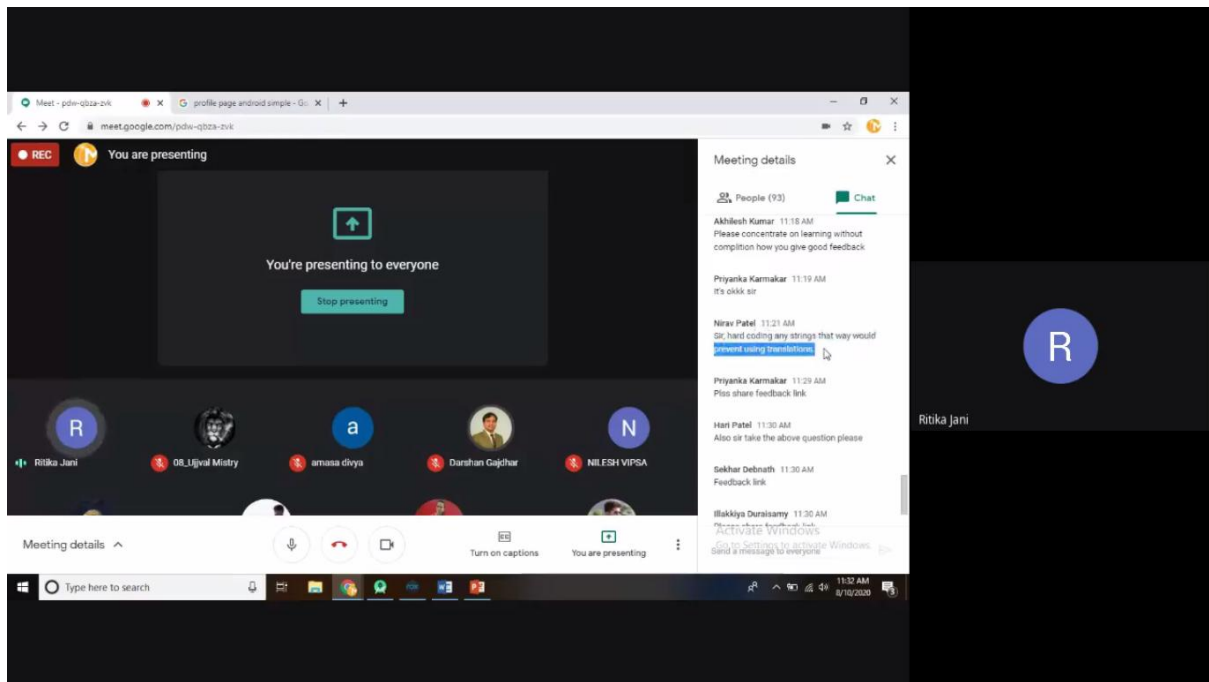 Meet - pdw-qbza-zvk
profile page android simple - Go
meet.google.com/pdw-qbza-zvk
REC
You are presenting
You're presenting to everyone
Stop presenting
R
a
N
Ritika Jani
08_Ujjval Mistry
amasa divya
Darshan Gajdhar
NILESH VIPSA
Meeting details
Turn on captions
You are presenting
Meeting details
People (93)
Chat
Akhilesh Kumar 11:18 AM
Please concentrate on learning without
complition how you give good feedback
Priyanka Karmakar 11:19 AM
It's okkk sir
Nirav Patel 11:21 AM
Sir, hard coding any strings that way would
prevent using translations.
Priyanka Karmakar 11:29 AM
Plss share feedback link
Hari Patel 11:30 AM
Also sir take the above question please
Sekhar Debnath 11:30 AM
Feedback link
Illakkiya Duraisamy 11:30 AM
Please share feedback link
Activate Windows
Go to Settings to activate Windows.
Send a message to everyone
Type here to search
11:32 AM
8/10/2020
R
Ritika Jani